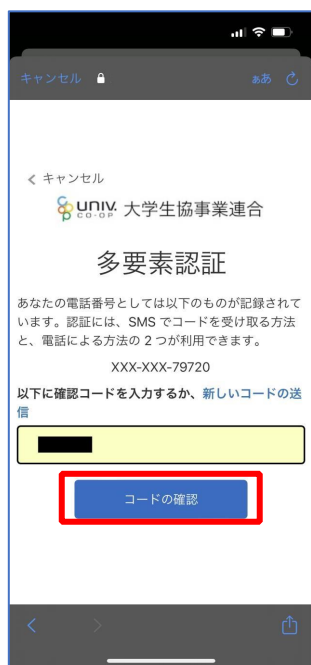 キャンセル
ぁあ
キャンセル
UNIV.
CO-OP
大学生協事業連合
多要素認証
あなたの電話番号としては以下のものが記録されて
います。認証には、SMS でコードを受け取る方法
と、電話による方法の 2 つが利用できます。
XXX-XXX-79720
以下に確認コードを入力するか、新しいコードの送
信
コードの確認